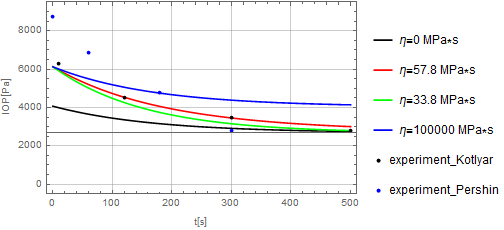 IOP[Pa]
8000
6000
4000
2000
0
0 100 200 300 400 500
t[s]
η=0 MPa*s
η=57.8 MPa*s
η=33.8 MPa*s
η=100000 MPa*s
experiment_Kotlyar
experiment_Pershin